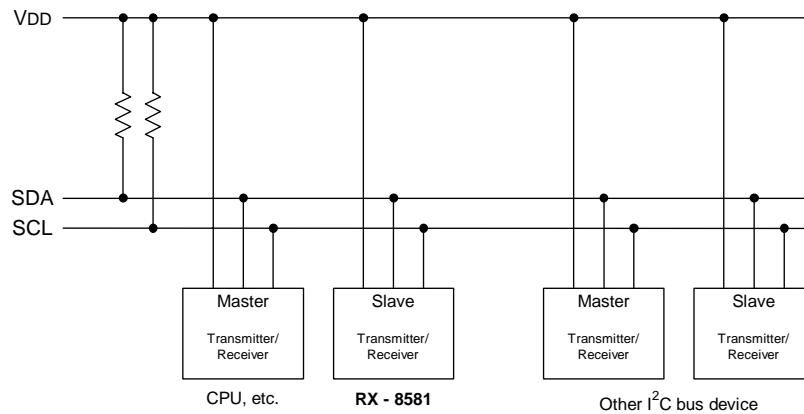 VDD
SDA
SCL
Master
Transmitter/
Receiver
Slave
Transmitter/
Receiver
Master
Transmitter/
Receiver
Slave
Transmitter/
Receiver
CPU, etc.
RX - 8581
Other I²C bus device